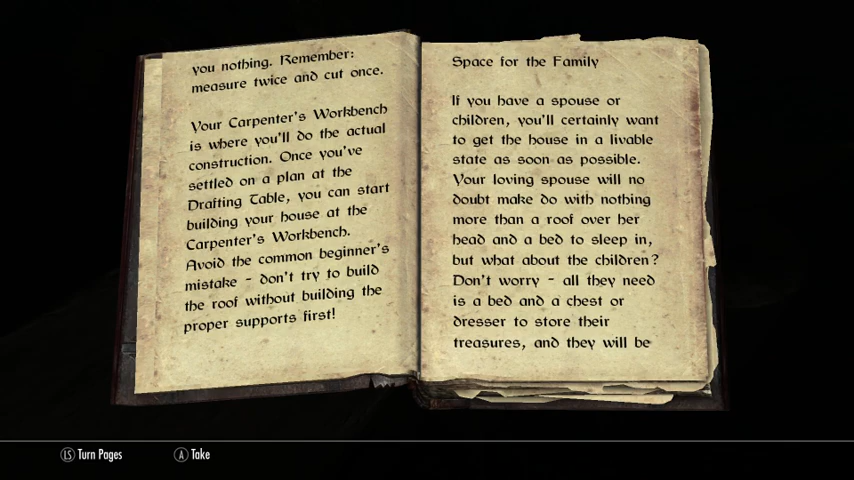 you nothing. Remember:
measure twice and cut once.
Your Carpenter's Workbench
is where you'll do the actual
construction. Once you've
settled on a plan at the
Drafting Table, you can start
building your house at the
Carpenter's Workbench.
Avoid the common beginner's
mistake - don't try to build
the roof without building the
proper supports first!
Space for the Family
If you have a spouse or
children, you'll certainly want
to get the house in a livable
state as soon as possible.
Your loving spouse will no
doubt make do with nothing
more than a roof over her
head and a bed to sleep in,
but what about the children?
Don't worry - all they need
is a bed and a chest or
dresser to store their
treasures, and they will be
LS Turn Pages
A Take